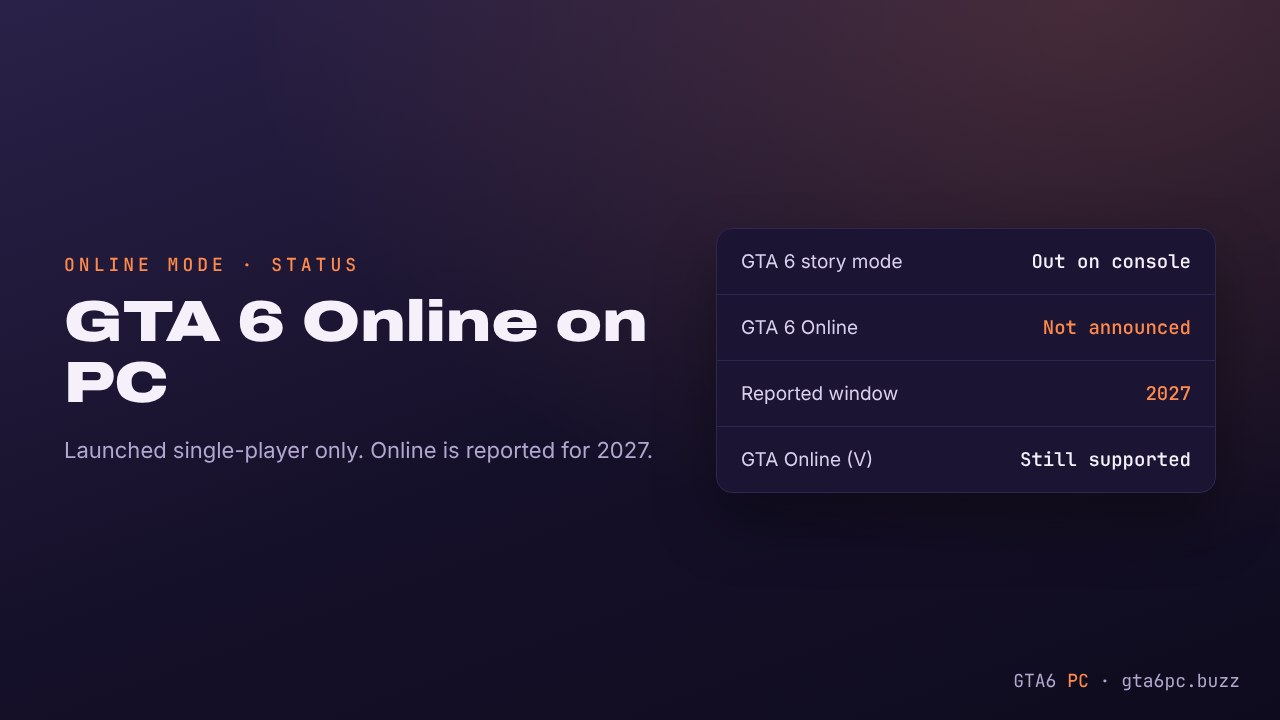 ONLINE MODE · STATUS
GTA 6 Online on
PC
Launched single-player only. Online is reported for 2027.
GTA 6 story mode Out on console
GTA 6 Online Not announced
Reported window 2027
GTA Online (V) Still supported
GTA6 PC · gta6pc.buzz